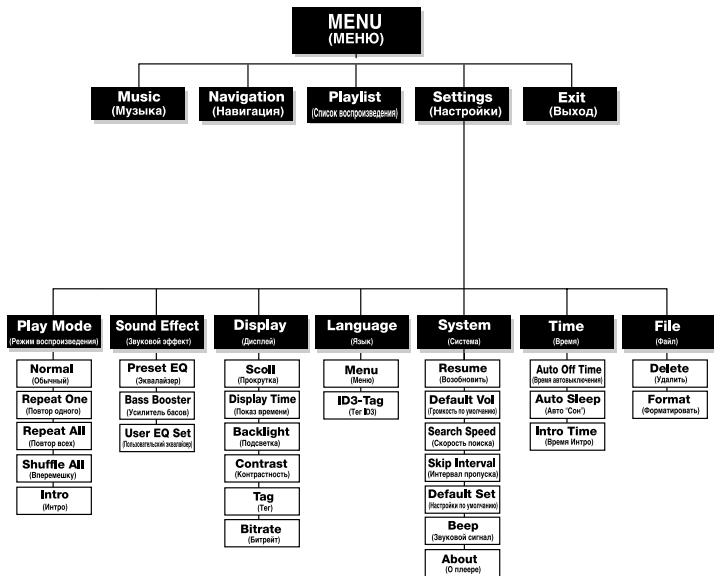 MENU
(МЕНЮ)
Music
(Музыка)
Navigation
(Навигация)
Playlist
(Список воспроизведения)
Settings
(Настройки)
Exit
(Выход)
Play Mode
(Режим воспроизведения)
Sound Effect
(Звуковой эффект)
Display
(Дисплей)
Language
(Язык)
System
(Система)
Time
(Время)
File
(Файл)
Normal
(Обычный)
Repeat One
(Повтор одного)
Repeat All
(Повтор всех)
Shuffle All
(Вперемешку)
Intro
(Интро)
Preset EQ
(Эквалайзер)
Bass Booster
(Усилитель басов)
User EQ Set
(Пользовательский эквалайзер)
Scoll
(Прокрутка)
Display Time
(Показ времени)
Backlight
(Подсветка)
Contrast
(Контрастность)
Tag
(Тег)
Bitrate
(Битрейт)
Menu
(Меню)
ID3-Tag
(Тег ID3)
Resume
(Возобновить)
Default Vol
(Громкость по умолчанию)
Search Speed
(Скорость поиска)
Skip Interval
(Интервал пропуска)
Default Set
(Настройки по умолчанию)
Beep
(Звуковой сигнал)
About
(О плеере)
Auto Off Time
(Время автовыключения)
Auto Sleep
(Авто "Сон")
Intro Time
(Время Интро)
Delete
(Удалить)
Format
(Форматировать)